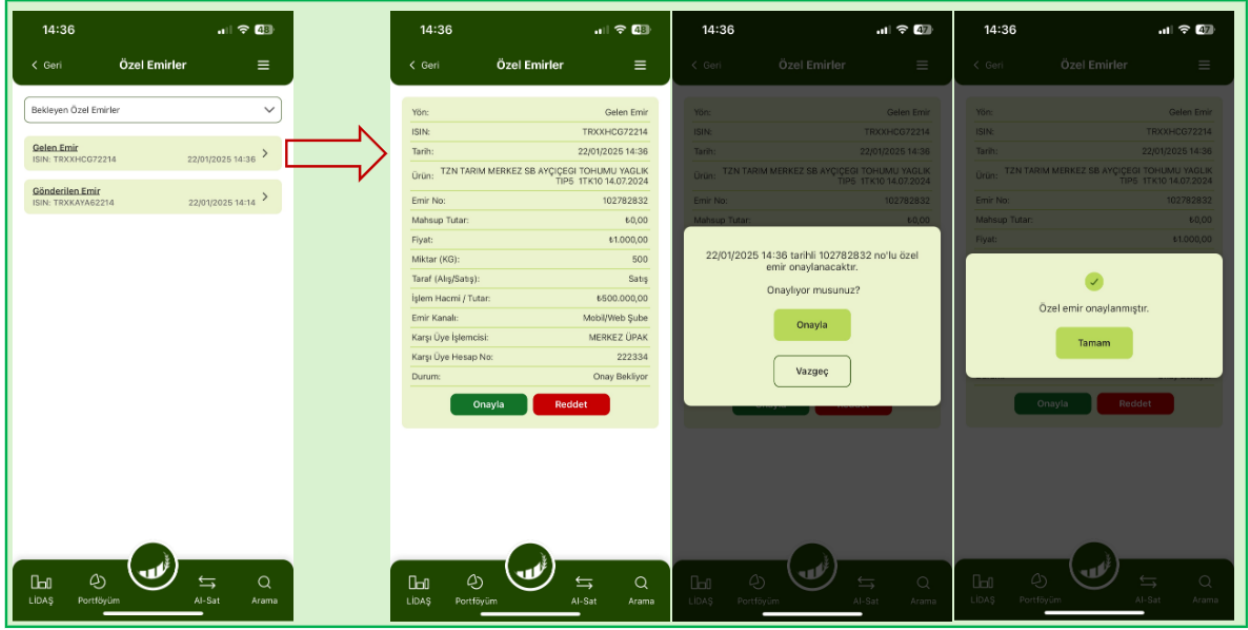 14:36
48
< Geri
Özel Emirler
Bekleyen Özel Emirler
Gelen Emir
ISIN: TRXXHCG72214
22/01/2025 14:36
Gönderilen Emir
ISIN: TRXKAYA62214
22/01/2025 14:14
LİDAŞ
Portföyüm
Al-Sat
Arama
14:36
48
< Geri
Özel Emirler
Yön: Gelen Emir
ISIN: TRXXHCG72214
Tarih: 22/01/2025 14:36
Ürün: TZN TARIM MERKEZ SB AYÇİÇEGI TOHUMU YAGLIK
TIP5 1TK10 14.07.2024
Emir No: 102782832
Mahsup Tutar: ₺0,00
Fiyat: ₺1.000,00
Miktar (KG): 500
Taraf (Alış/Satış): Satış
İşlem Hacmi / Tutar: ₺500.000,00
Emir Kanalı: Mobil/Web Şube
Karşı Üye İşlemcisi: MERKEZ ÜPAK
Karşı Üye Hesap No: 222334
Durum: Onay Bekliyor
Onayla
Reddet
LİDAŞ
Portföyüm
Al-Sat
Arama
14:36
47
< Geri
Özel Emirler
Yön: Gelen Emir
ISIN: TRXXHCG72214
Tarih: 22/01/2025 14:36
Ürün: TZN TARIM MERKEZ SB AYÇİÇEGI TOHUMU YAGLIK
TIP5 1TK10 14.07.2024
Emir No: 102782832
Mahsup Tutar: ₺0,00
22/01/2025 14:36 tarihli 102782832 no'lu özel
emir onaylanacaktır.
Onaylıyor musunuz?
Onayla
Vazgeç
LİDAŞ
Portföyüm
Al-Sat
Arama
14:36
47
< Geri
Özel Emirler
Yön: Gelen Emir
ISIN: TRXXHCG72214
Tarih: 22/01/2025 14:36
Ürün: TZN TARIM MERKEZ SB AYÇİÇEGI TOHUMU YAGLIK
TIP5 1TK10 14.07.2024
Emir No: 102782832
Mahsup Tutar: ₺0,00
Fiyat: ₺1.000,00
Özel emir onaylanmıştır.
Tamam
Onayla
Reddet
LİDAŞ
Portföyüm
Al-Sat
Arama